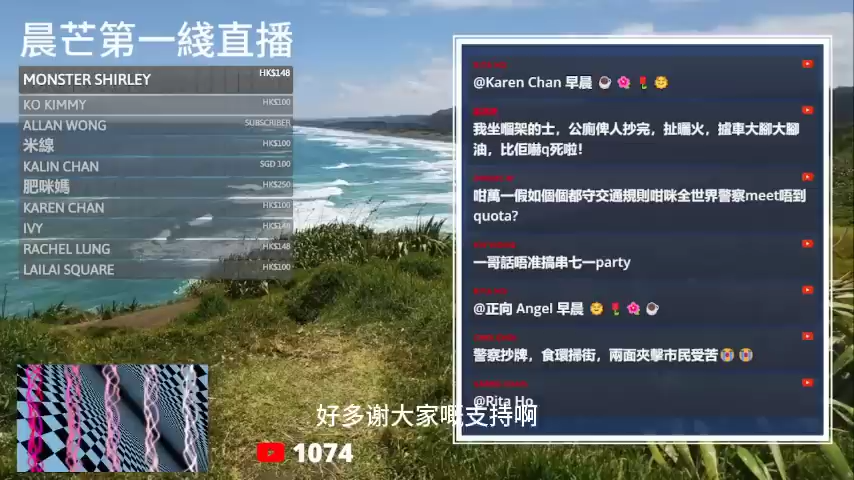 晨芒第一綫直播
MONSTER SHIRLEY HK$148
KO KIMMY HK$100
ALLAN WONG SUBSCRIBER
米線
KALIN CHAN SGD 100
肥咪媽 HK$250
KAREN CHAN HK$100
IVY
RACHEL LUNG HK$148
LAILAI SQUARE HK$100
@Karen Chan 早晨 ☕ 🌺 🌹 🌞
我坐嗰架的士，公廁俾人抄完，扯曬火，搲車大腳大腳
油，比佢嚇q死啦！
咁萬一假如個個都守交通規則咁咪全世界警察meet唔到
quota?
一哥話唔准搞串七一party
@正向 Angel 早晨 🌞 🌹 🌺 ☕
警察抄牌，食環掃街，兩面夾擊市民受苦😭 😭
@Rita Ho
好多谢大家嘅支持啊
1074